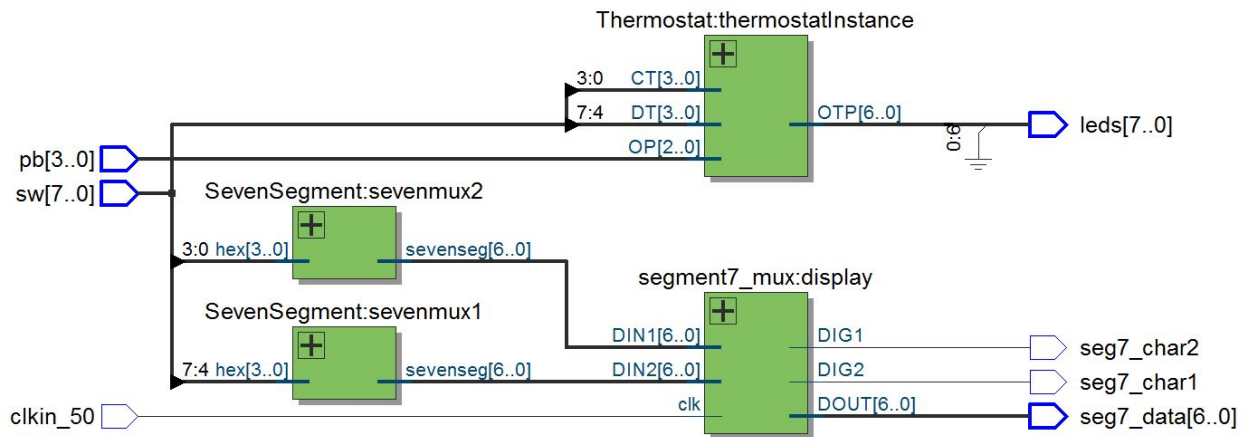 Thermostat:thermostatInstance
3:0 CT[3..0]
7:4 DT[3..0]
OTP[6..0]
0:6
leds[7..0]
OP[2..0]
pb[3..0]
sw[7..0]
SevenSegment:sevenmux2
3:0 hex[3..0]
sevenseg[6..0]
segment7_mux:display
SevenSegment:sevenmux1
7:4 hex[3..0]
sevenseg[6..0]
DIN1[6..0]
DIG1
seg7_char2
DIN2[6..0]
DIG2
seg7_char1
clkin_50
clk
DOUT[6..0]
seg7_data[6..0]